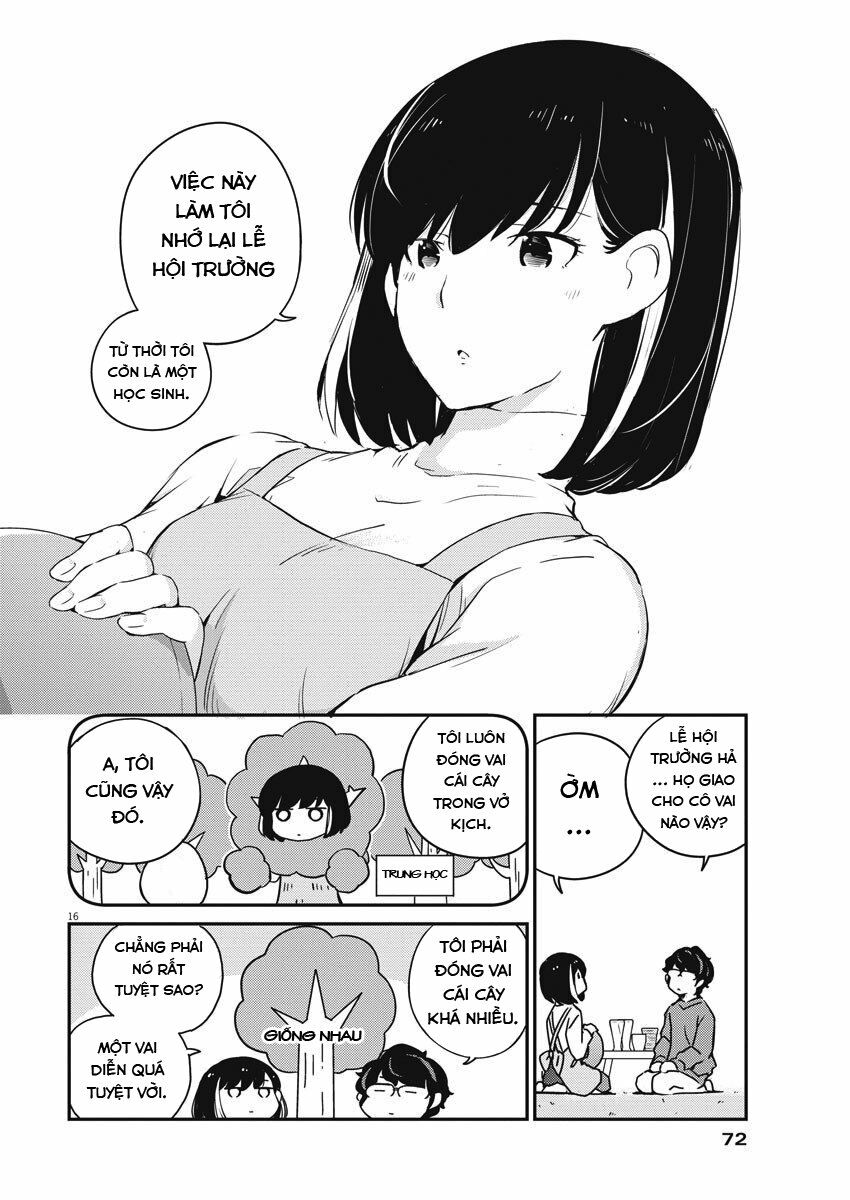 VIỆC NÀY
LÀM TÔI
NHỚ LẠI LỄ
HỘI TRƯỜNG
TỪ THỜI TÔI
CÒN LÀ MỘT
HỌC SINH.
LỄ HỘI
TRƯỜNG HẢ
... HỌ GIAO
CHO CÔ VAI
NÀO VẬY?
ỜM
...
TÔI LUÔN
ĐÓNG VAI
CÁI CÂY
TRONG VỞ
KỊCH.
TRUNG HỌC
A, TÔI
CŨNG VẬY
ĐÓ.
16
TÔI PHẢI
ĐÓNG VAI
CÁI CÂY
KHÁ NHIỀU.
GIỐNG NHAU
CHẲNG PHẢI
NÓ RẤT
TUYỆT SAO?
MỘT VAI
DIỄN QUÁ
TUYỆT VỜI.
72